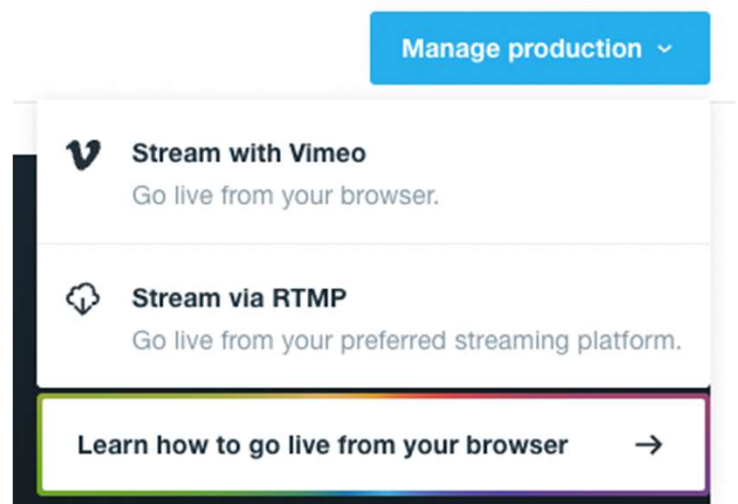 Manage production
Stream with Vimeo
Go live from your browser.
Stream via RTMP
Go live from your preferred streaming platform.
Learn how to go live from your browser